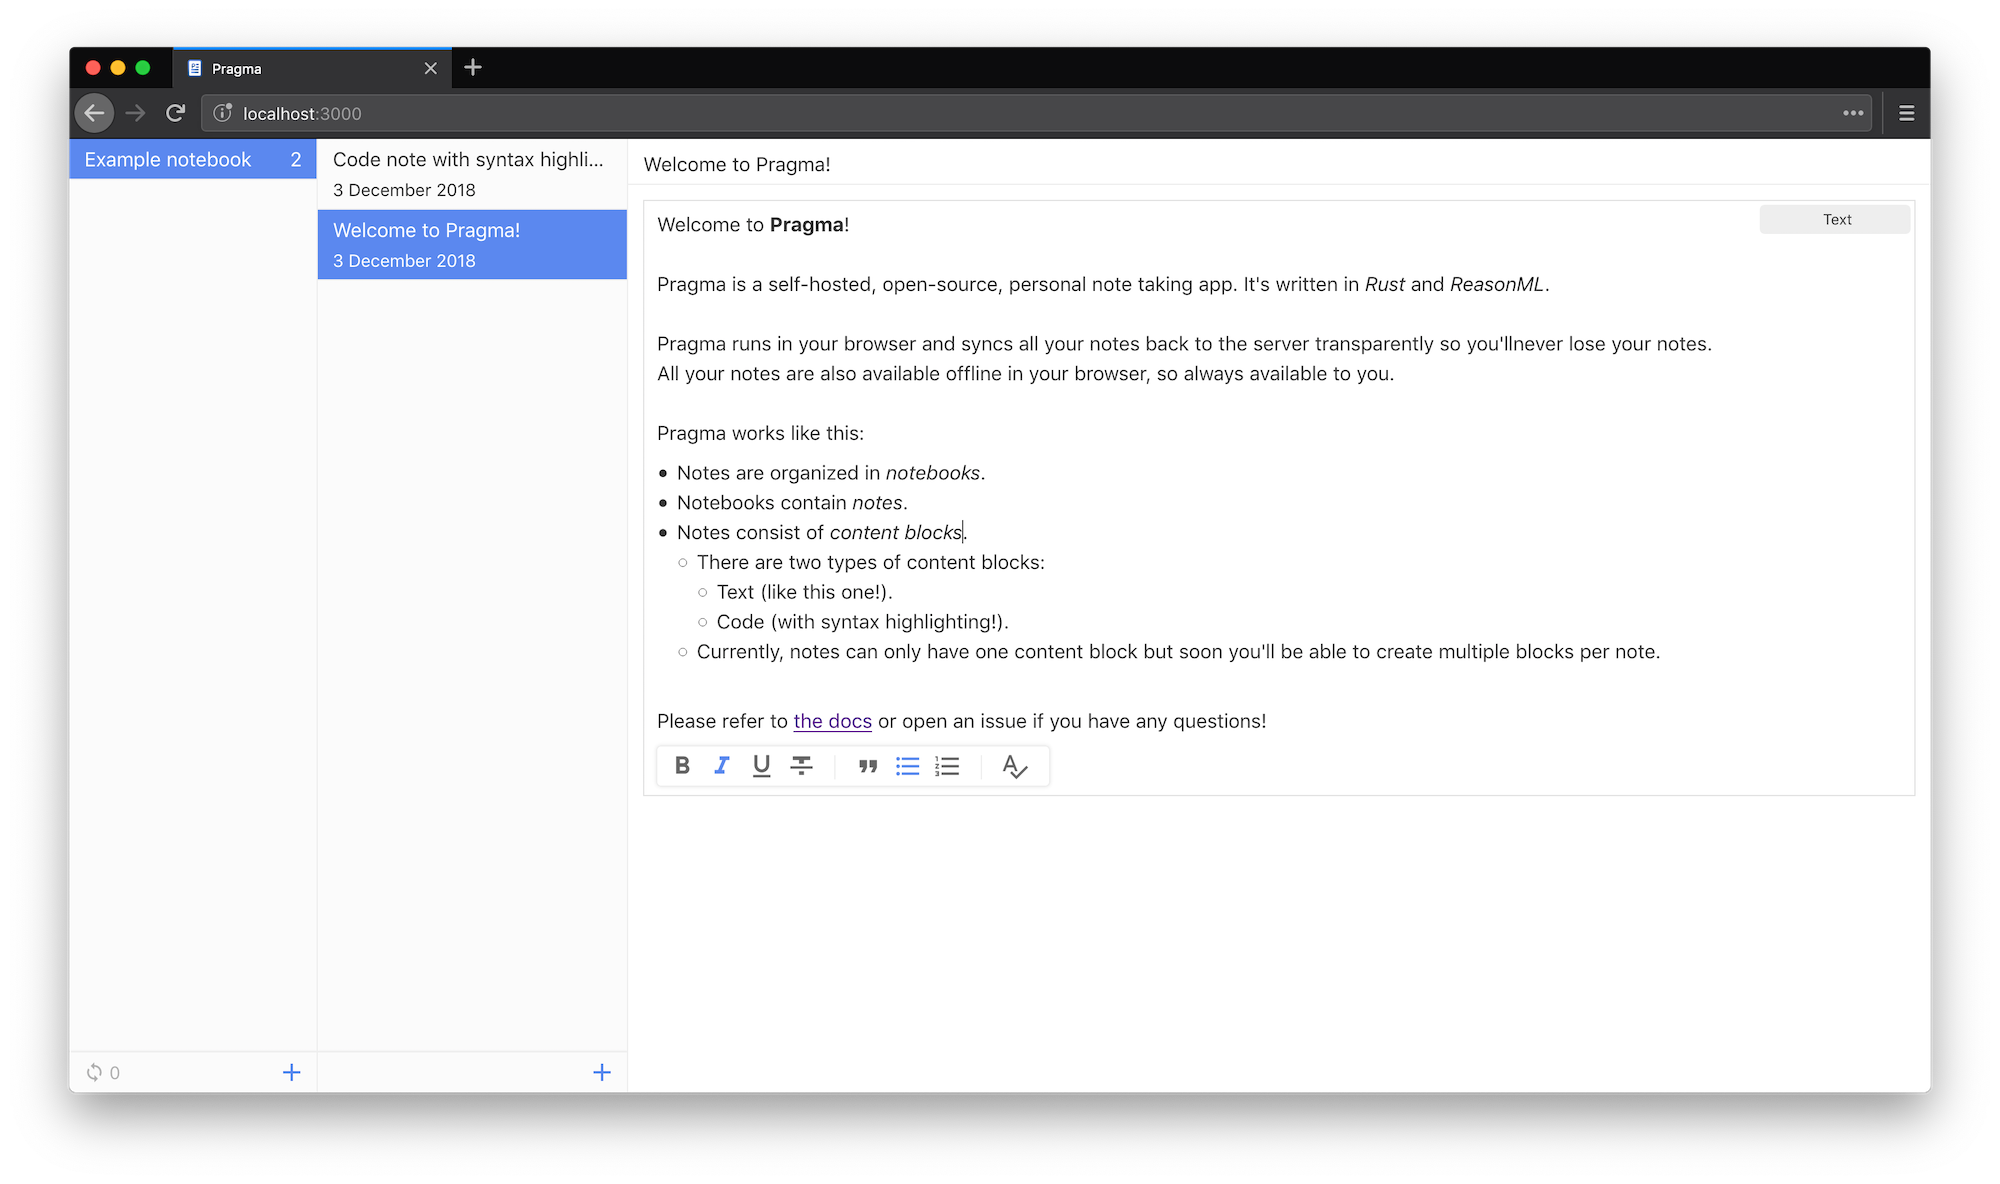 Pragma
localhost:3000
Example notebook 2
Code note with syntax highli...
3 December 2018
Welcome to Pragma!
3 December 2018
0
Welcome to Pragma!
Text
Welcome to Pragma!
Pragma is a self-hosted, open-source, personal note taking app. It's written in Rust and ReasonML.
Pragma runs in your browser and syncs all your notes back to the server transparently so you'llnever lose your notes.
All your notes are also available offline in your browser, so always available to you.
Pragma works like this:
Notes are organized in notebooks.
Notebooks contain notes.
Notes consist of content blocks.
There are two types of content blocks:
Text (like this one!).
Code (with syntax highlighting!).
Currently, notes can only have one content block but soon you'll be able to create multiple blocks per note.
Please refer to the docs or open an issue if you have any questions!